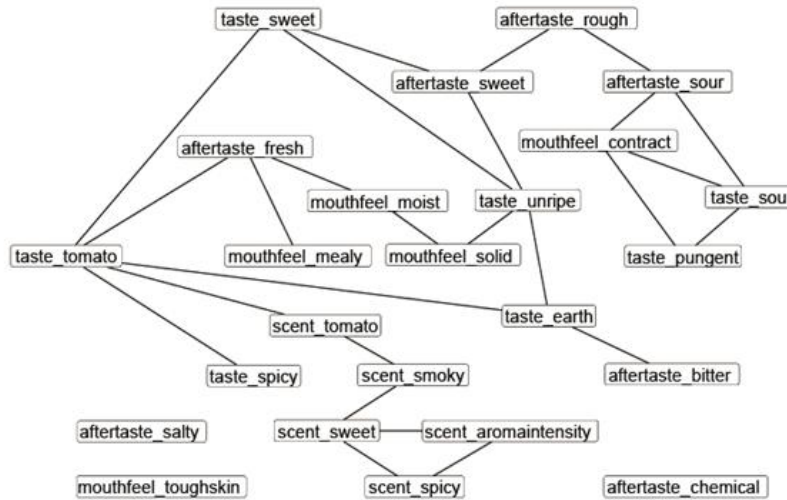 taste_sweet
aftertaste_rough
aftertaste_sweet
aftertaste_sour
mouthfeel_contract
aftertaste_fresh
mouthfeel_moist
taste_unripe
taste_sour
taste_tomato
mouthfeel_mealy
mouthfeel_solid
taste_pungent
scent_tomato
taste_earth
taste_spicy
scent_smoky
aftertaste_bitter
aftertaste_salty
scent_sweet
scent_aromaintensity
mouthfeel_toughskin
scent_spicy
aftertaste_chemical